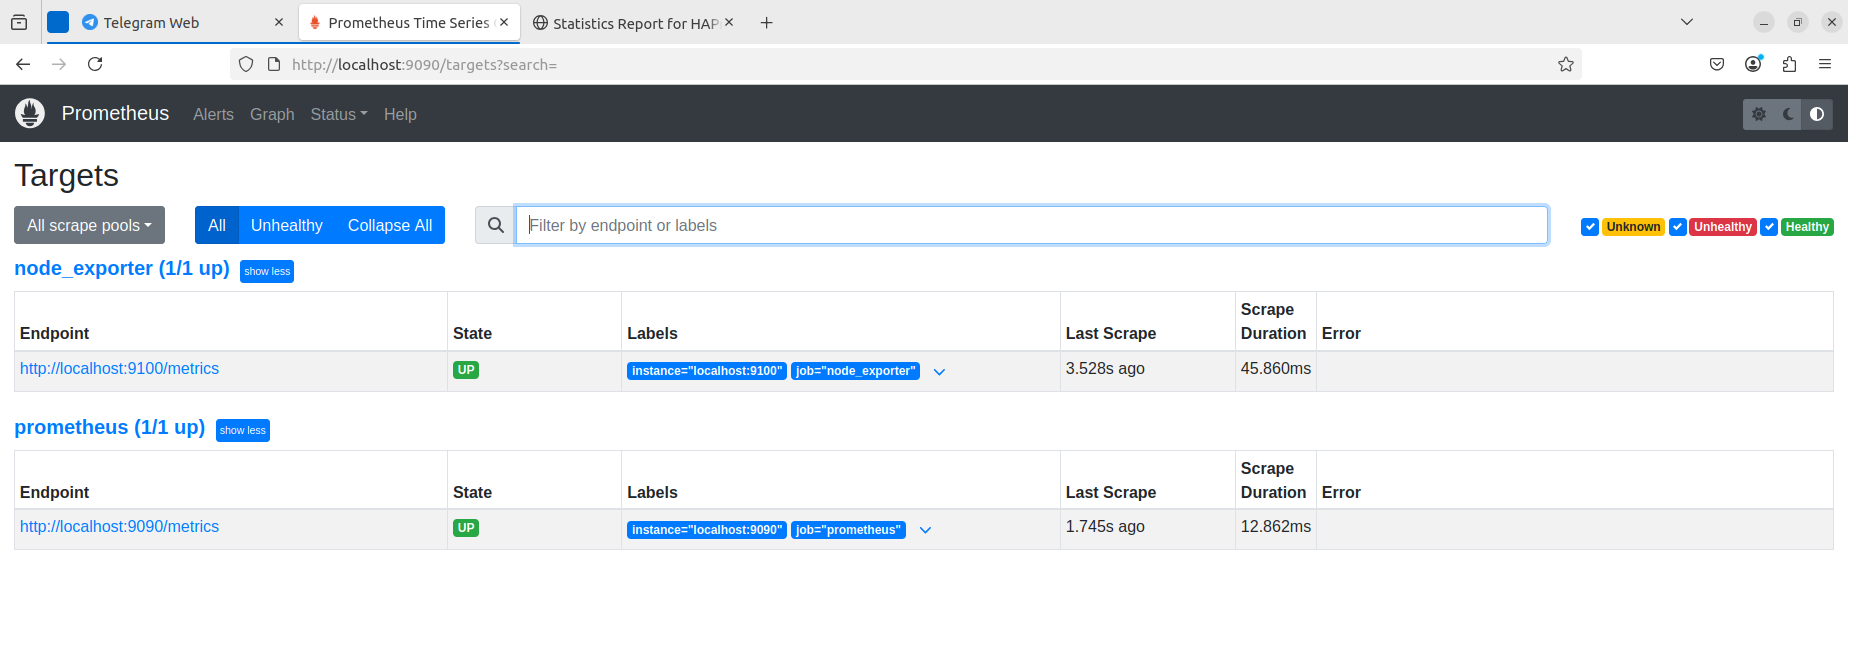 Telegram Web
Prometheus Time Series
Statistics Report for HAP
http://localhost:9090/targets?search=
Prometheus Alerts Graph Status Help
Targets
All scrape pools All Unhealthy Collapse All Filter by endpoint or labels Unknown Unhealthy Healthy
node_exporter (1/1 up) show less
Endpoint State Labels Last Scrape Scrape Duration Error
http://localhost:9100/metrics UP instance="localhost:9100" job="node_exporter" 3.528s ago 45.860ms
prometheus (1/1 up) show less
Endpoint State Labels Last Scrape Scrape Duration Error
http://localhost:9090/metrics UP instance="localhost:9090" job="prometheus" 1.745s ago 12.862ms